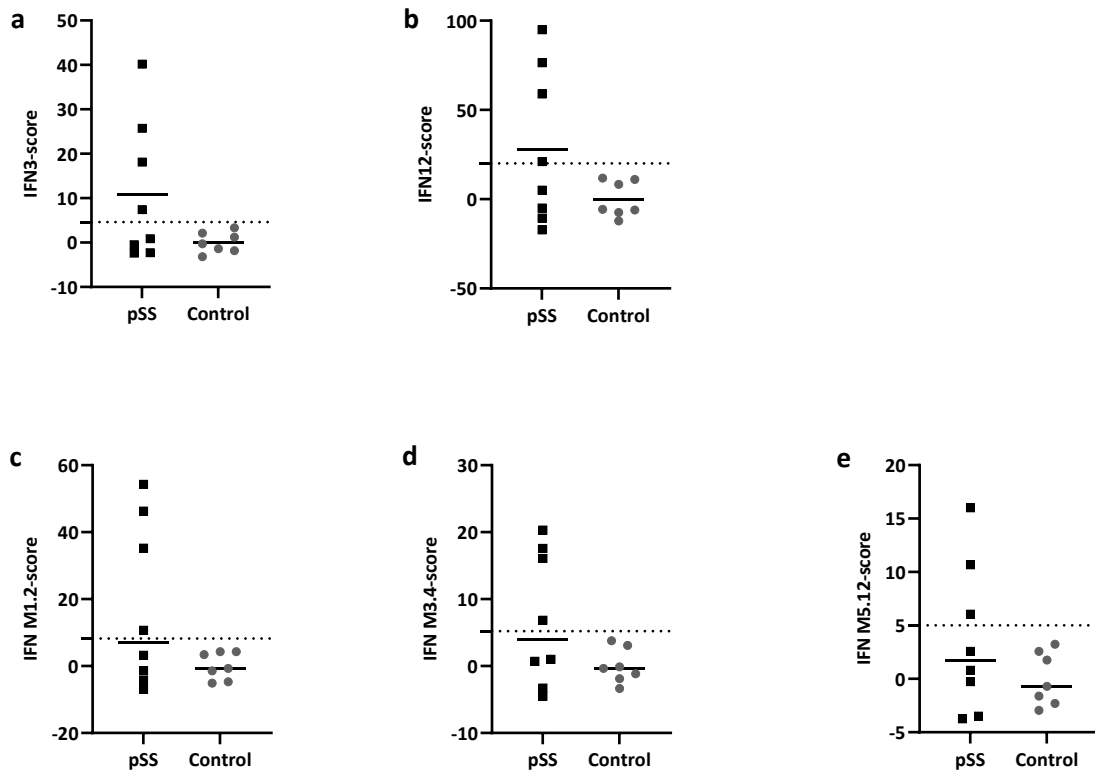 a
IFN3-score
50
40
30
20
10
0
-10
pSS Control
b
IFN12-score
100
50
0
-50
pSS Control
c
IFN M1.2-score
60
40
20
0
-20
pSS Control
d
IFN M3.4-score
30
20
10
0
-10
pSS Control
e
IFN M5.12-score
20
15
10
5
0
-5
pSS Control